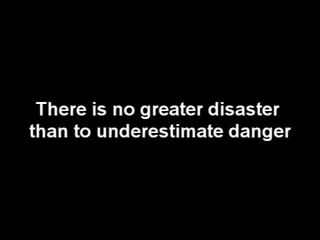 There is no greater disaster
than to underestimate danger